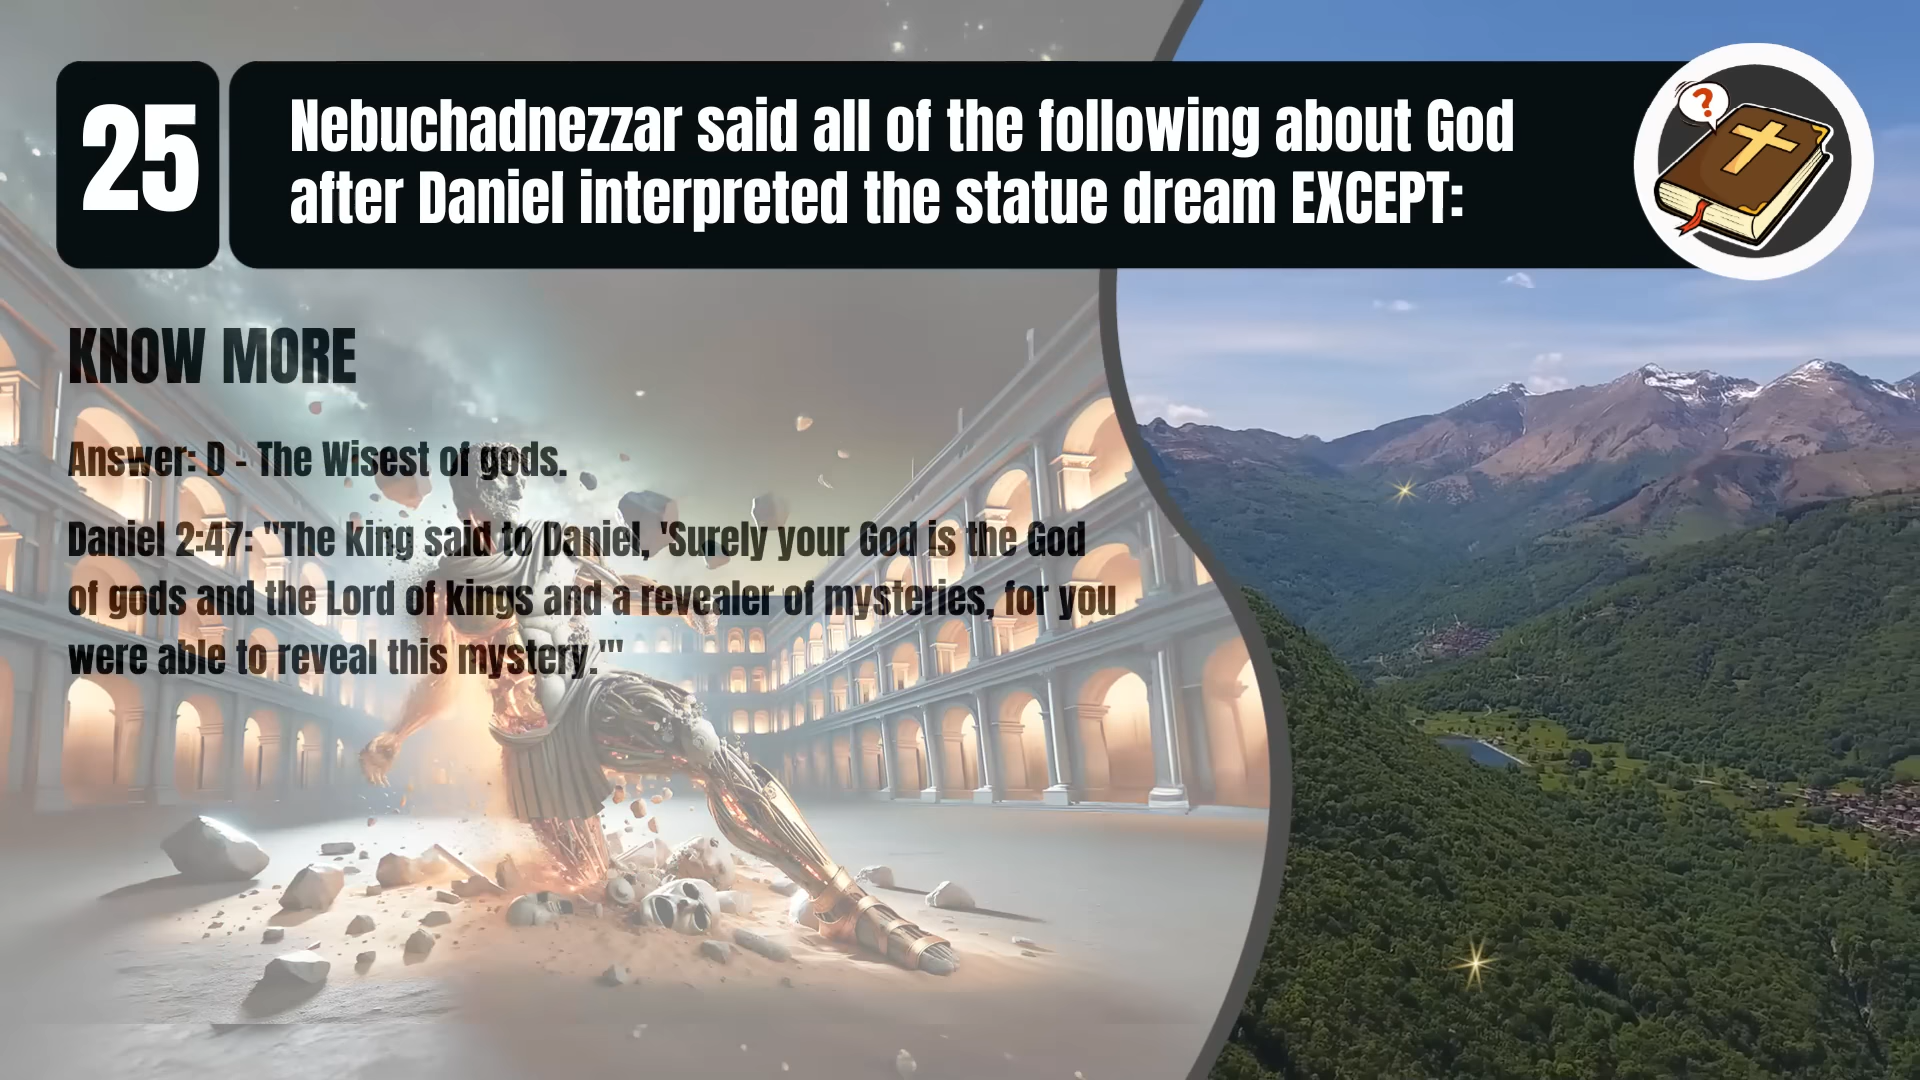 25
Nebuchadnezzar said all of the following about God
after Daniel interpreted the statue dream EXCEPT:
?
KNOW MORE
Answer: D - The Wisest of gods.
Daniel 2:47: "The king said to Daniel, 'Surely your God is the God
of gods and the Lord of kings and a revealer of mysteries, for you
were able to reveal this mystery.'"